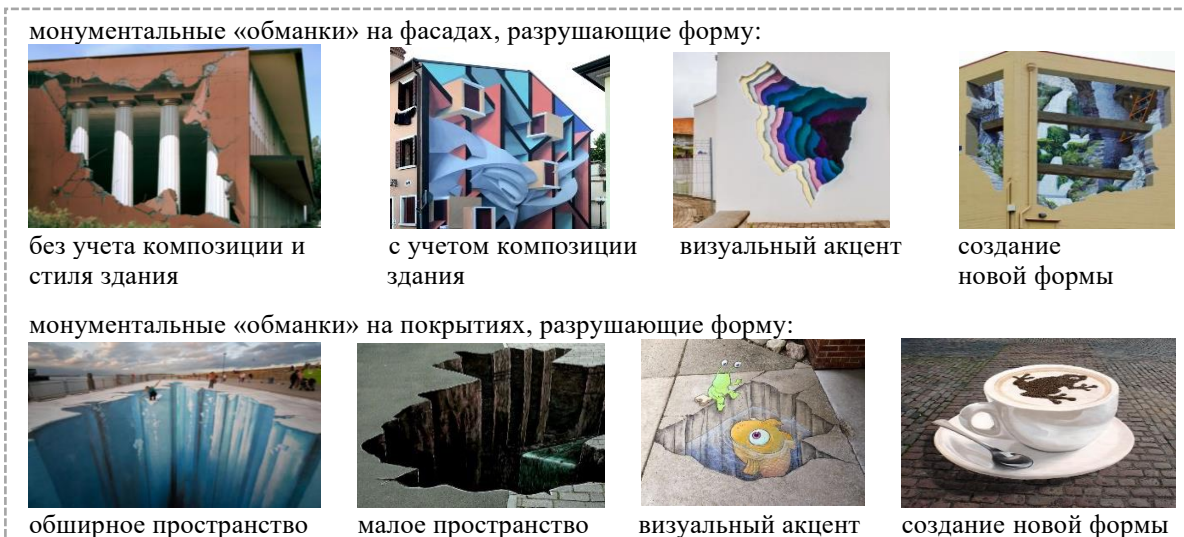 монументальные «обманки» на фасадах, разрушающие форму:
без учета композиции и стиля здания
с учетом композиции здания
визуальный акцент
создание новой формы
монументальные «обманки» на покрытиях, разрушающие форму:
обширное пространство
малое пространство
визуальный акцент
создание новой формы